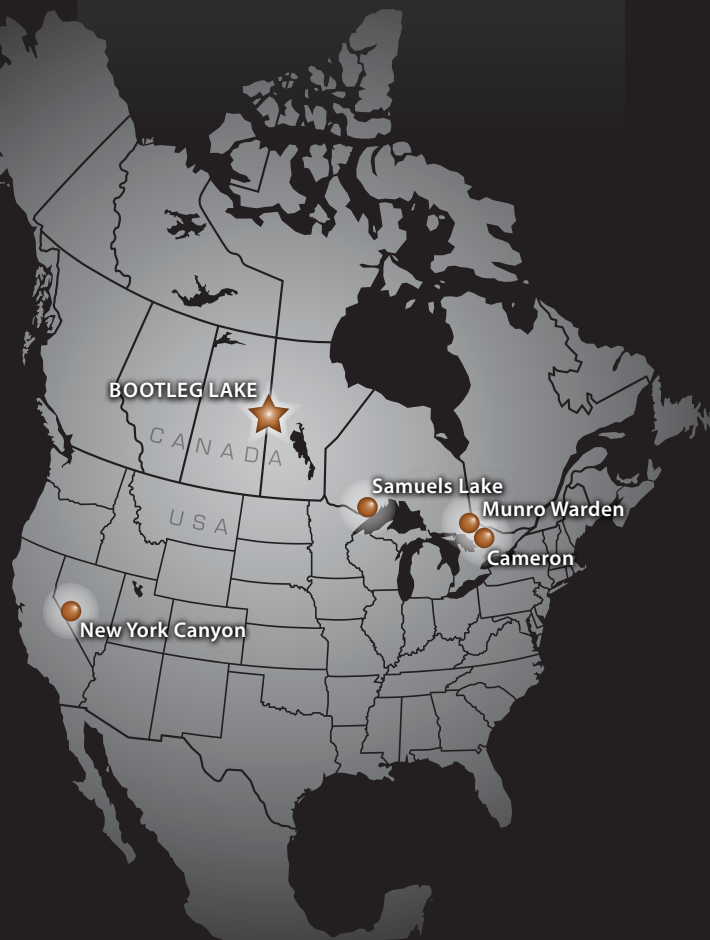 BOOTLEG LAKE
CANADA
Samuels Lake
Munro Warden
USA
Cameron
New York Canyon